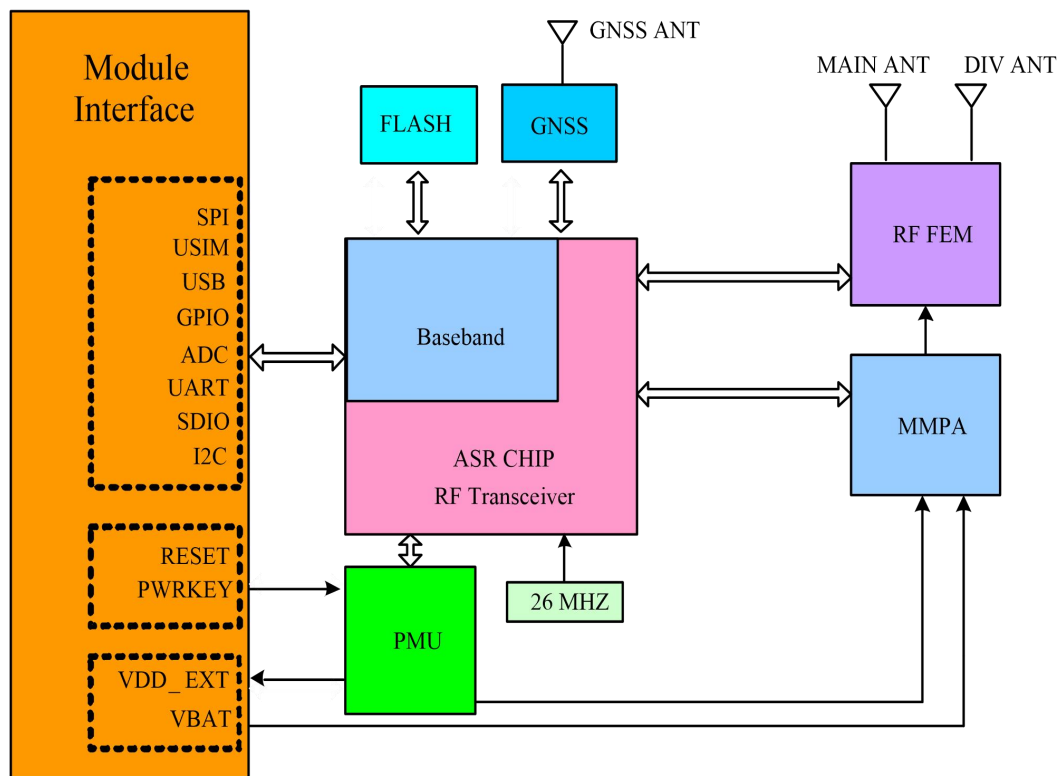 Module
Interface
SPI
USIM
USB
GPIO
ADC
UART
SDIO
I2C
RESET
PWRKEY
VDD_EXT
VBAT
FLASH
GNSS ANT
GNSS
MAIN ANT
DIV ANT
RF FEM
Baseband
ASR CHIP
RF Transceiver
MMPA
PMU
26 MHZ